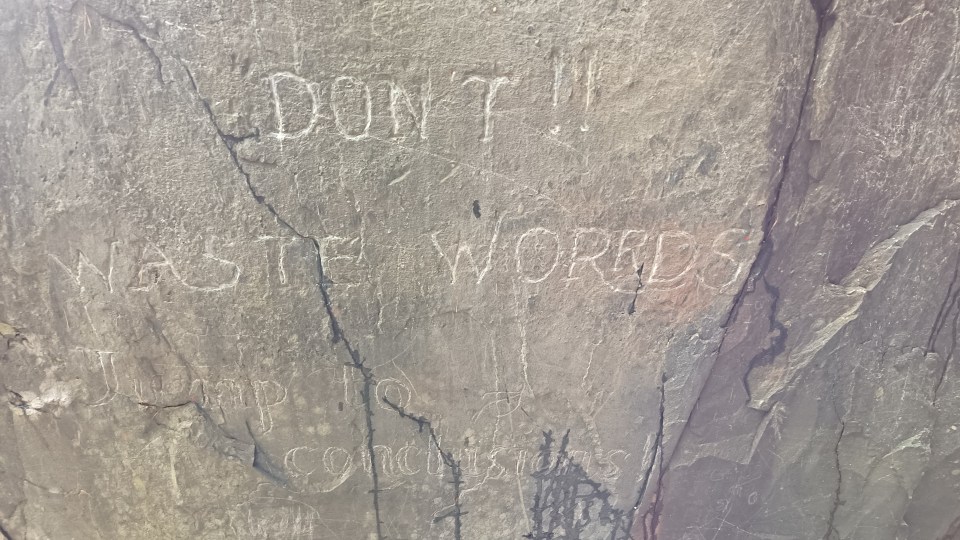 DON'T !!
WASTE WORRDS
Jump to
conclusions